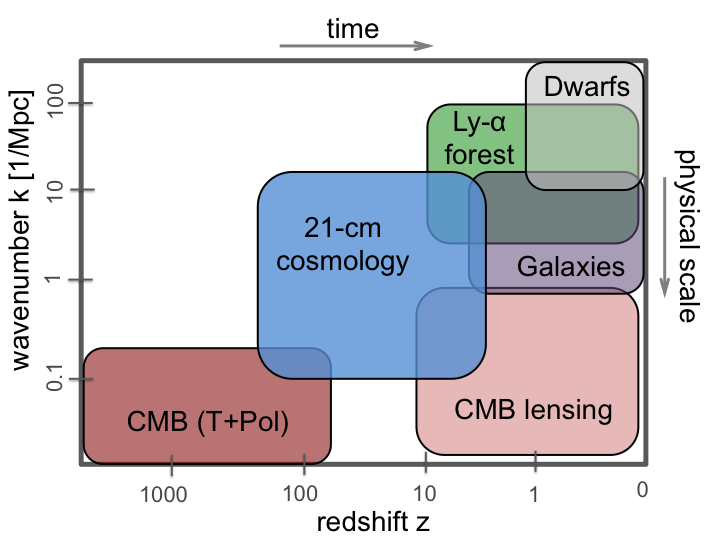 time
Dwarfs
Ly-α
forest
21-cm
cosmology
Galaxies
CMB (T+Pol)
CMB lensing
wavenumber k [1/Mpc]
100
10
1
0.1
physical scale
1000
100
10
1
0
redshift z